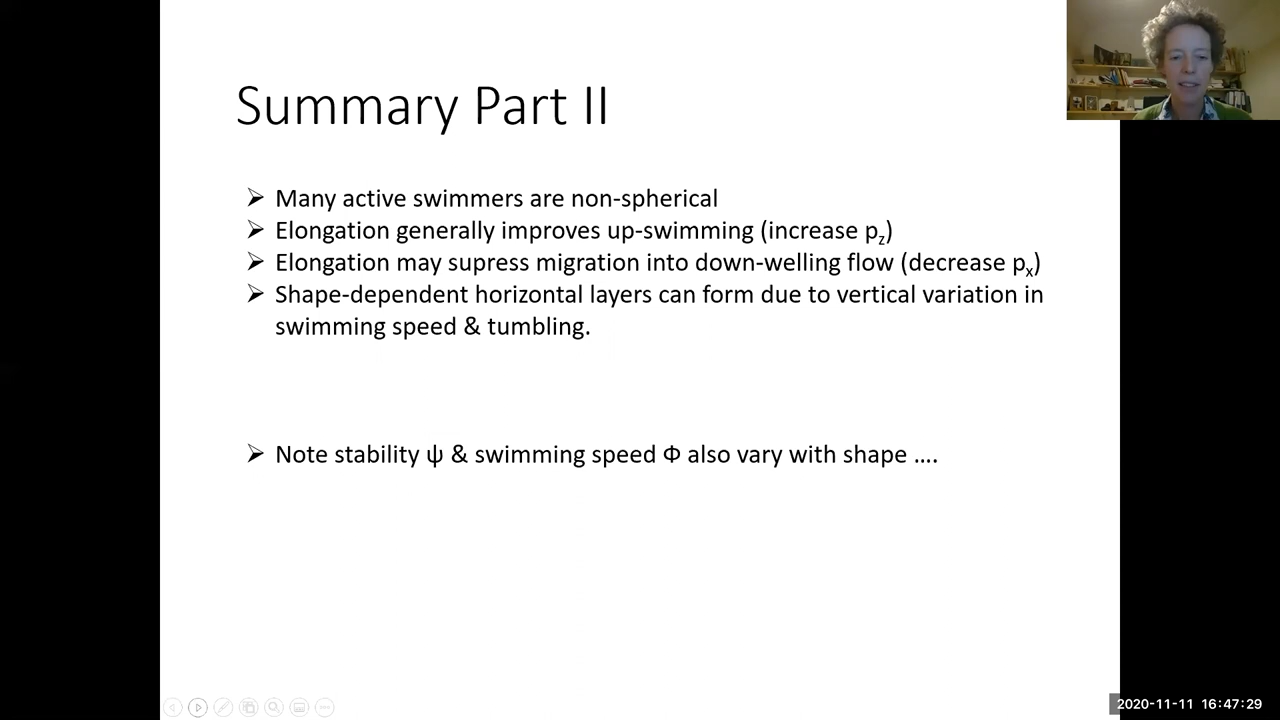 Summary Part II
➢ Many active swimmers are non-spherical
➢ Elongation generally improves up-swimming (increase pz)
➢ Elongation may supress migration into down-welling flow (decrease px)
➢ Shape-dependent horizontal layers can form due to vertical variation in
swimming speed & tumbling.
➢ Note stability ψ & swimming speed Φ also vary with shape ....
2020-11-11 16:47:29